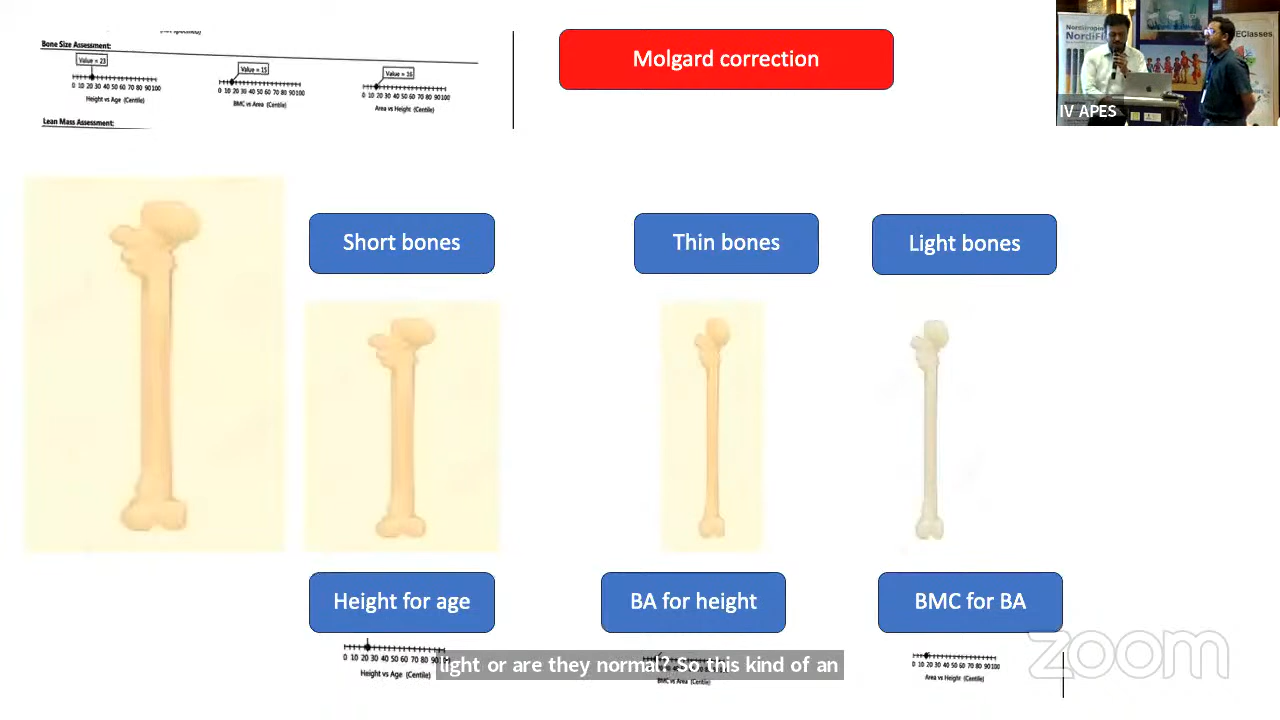 Bone Size Assessment:
Value = 23
0 10 20 30 40 50 60 70 80 90 100
Height vs Age (Centile)
Value = 15
0 10 20 30 40 50 60 70 80 90 100
BMC vs Area (Centile)
Value = 16
0 10 20 30 40 50 60 70 80 90 100
Area vs Height (Centile)
Lean Mass Assessment:
Molgard correction
Nordi
EClasses
IV APES
Short bones
Thin bones
Light bones
Height for age
BA for height
BMC for BA
0 10 20 30 40 50 60 70 80 90
Height vs Age (Centile)
BMC vs Area (Centile)
0 10 20 30 40 50 60 70 80 90 100
Area vs Height (Centile)
light or are they normal? So this kind of an
zoom